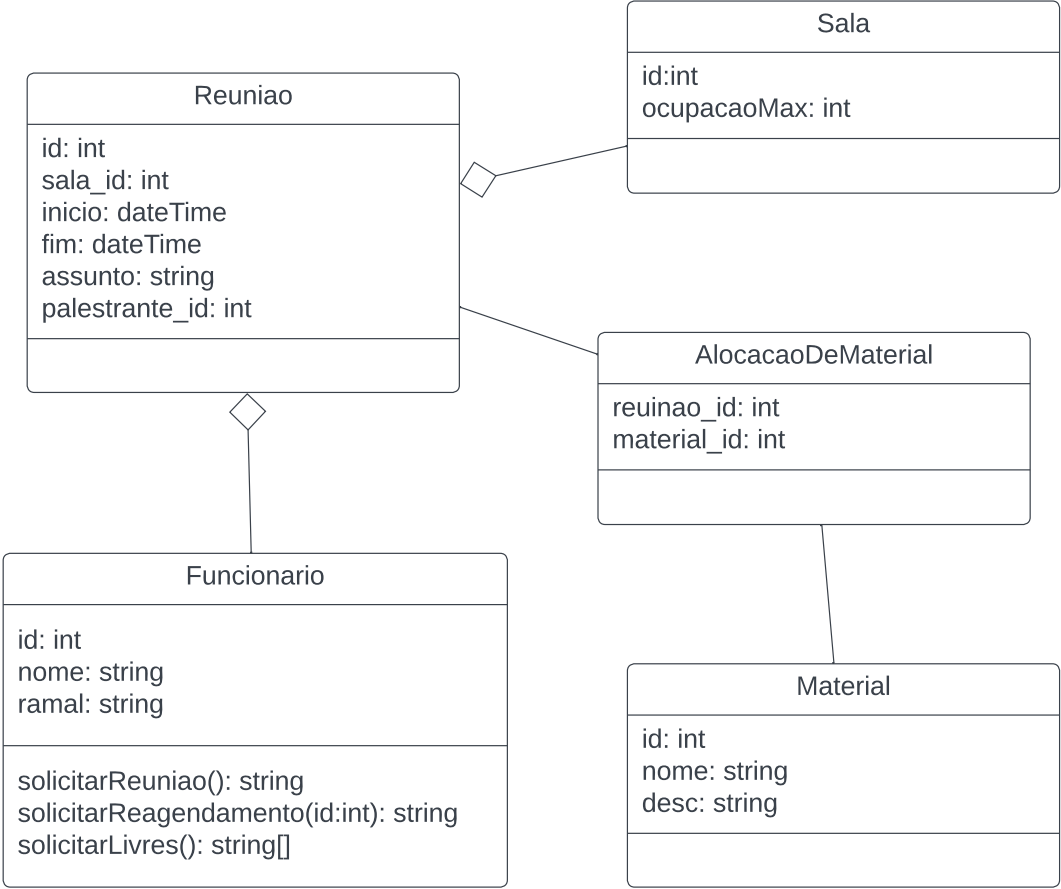 Reuniao
id: int
sala_id: int
inicio: dateTime
fim: dateTime
assunto: string
palestrante_id: int
Sala
id:int
ocupacaoMax: int
AlocacaoDeMaterial
reuinao_id: int
material_id: int
Funcionario
id: int
nome: string
ramal: string
solicitarReuniao(): string
solicitarReagendamento(id:int): string
solicitarLivres(): string[]
Material
id: int
nome: string
desc: string